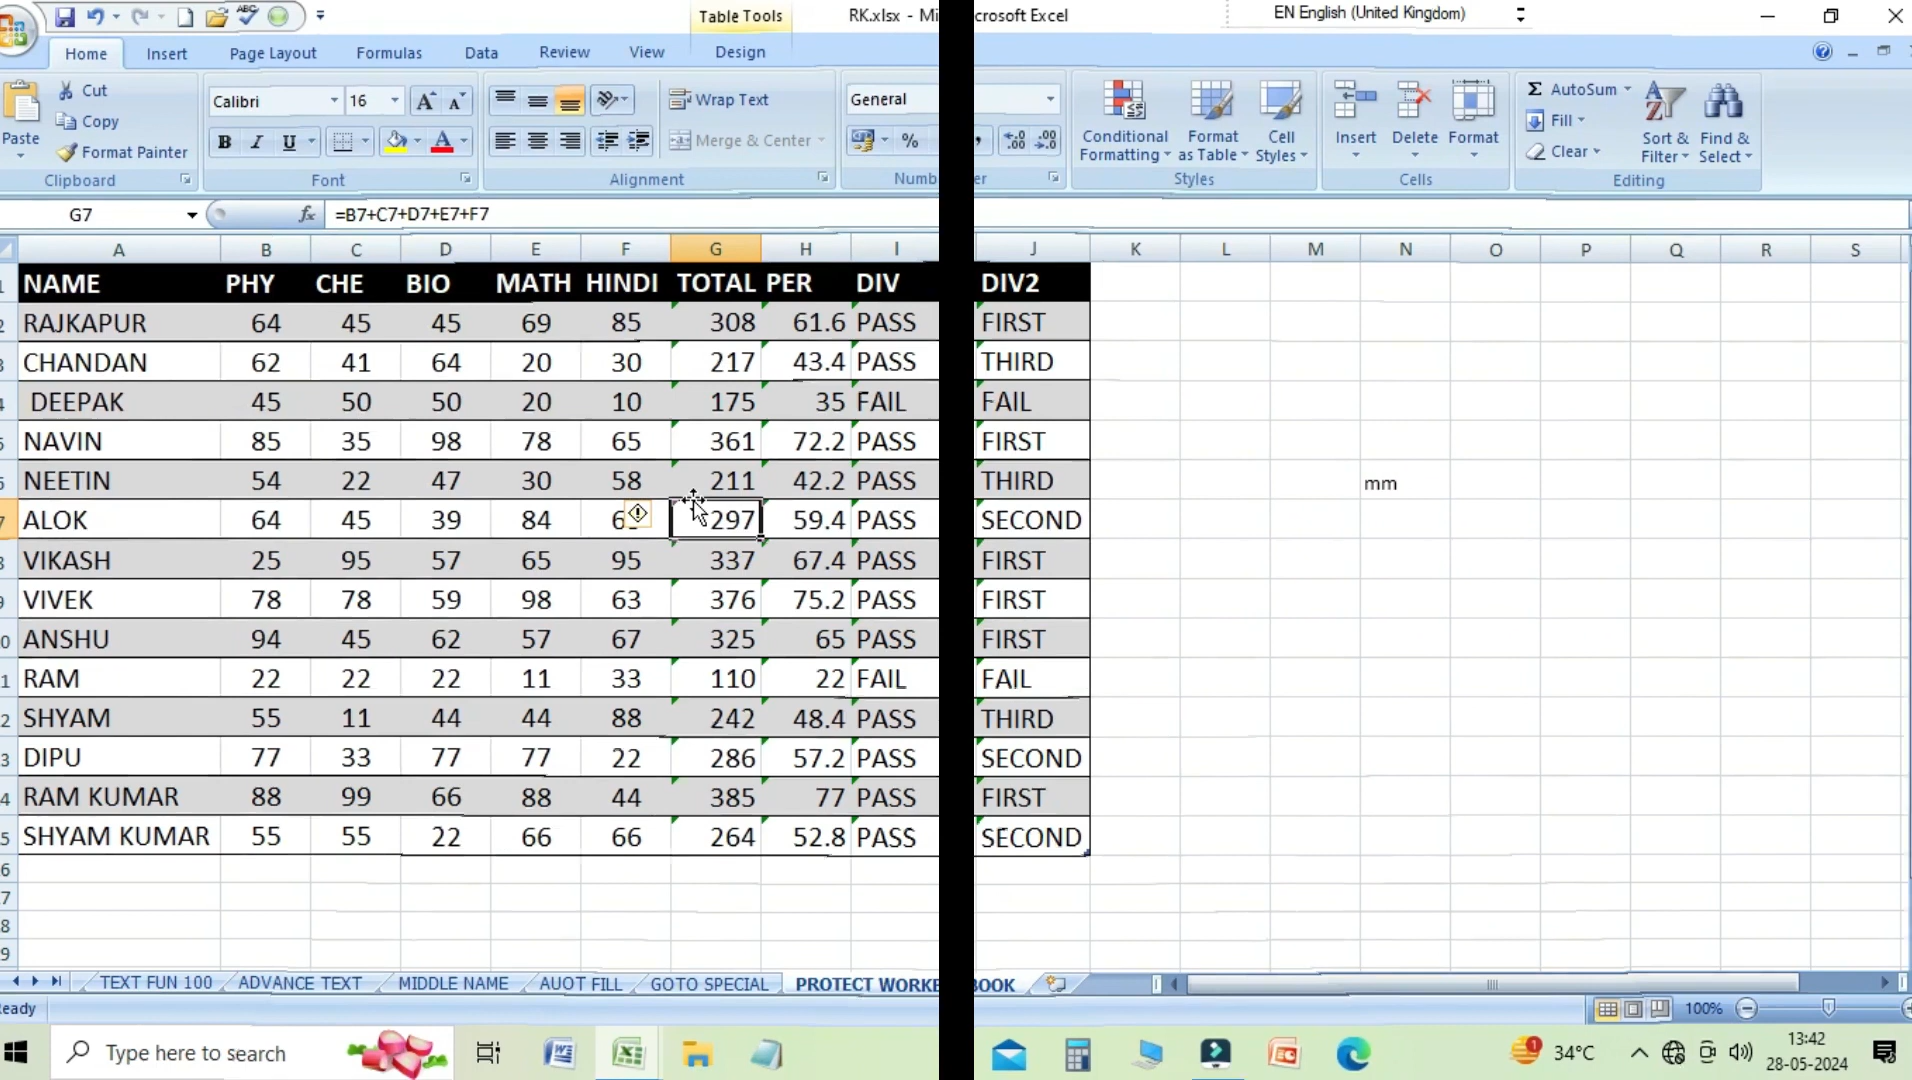 Table Tools
RK.xlsx - Mi crosoft Excel
EN English (United Kingdom)
Home Insert Page Layout Formulas Data Review View Design
Paste
Cut
Copy
Format Painter
Clipboard
Calibri 16
B I U
Font
Wrap Text
Merge & Center
Alignment
General
%
Conditional Formatting
Format as Table
Cell Styles
Styles
Insert Delete Format
Cells
Σ AutoSum
Fill
Clear
Sort & Filter
Find & Select
Editing
G7 fx =B7+C7+D7+E7+F7
A B C D E F G H I J K L M N O P Q R S
NAME PHY CHE BIO MATH HINDI TOTAL PER DIV DIV2
RAJKAPUR 64 45 45 69 85 308 61.6 PASS FIRST
CHANDAN 62 41 64 20 30 217 43.4 PASS THIRD
DEEPAK 45 50 50 20 10 175 35 FAIL FAIL
NAVIN 85 35 98 78 65 361 72.2 PASS FIRST
NEETIN 54 22 47 30 58 211 42.2 PASS THIRD mm
ALOK 64 45 39 84 297 59.4 PASS SECOND
VIKASH 25 95 57 65 95 337 67.4 PASS FIRST
VIVEK 78 78 59 98 63 376 75.2 PASS FIRST
ANSHU 94 45 62 57 67 325 65 PASS FIRST
RAM 22 22 22 11 33 110 22 FAIL FAIL
SHYAM 55 11 44 44 88 242 48.4 PASS THIRD
DIPU 77 33 77 77 22 286 57.2 PASS SECOND
RAM KUMAR 88 99 66 88 44 385 77 PASS FIRST
SHYAM KUMAR 55 55 22 66 66 264 52.8 PASS SECOND
TEXT FUN 100 ADVANCE TEXT MIDDLE NAME AUOT FILL GOTO SPECIAL PROTECT WORKE BOOK
eady 100%
Type here to search
34°C
13:42
28-05-2024